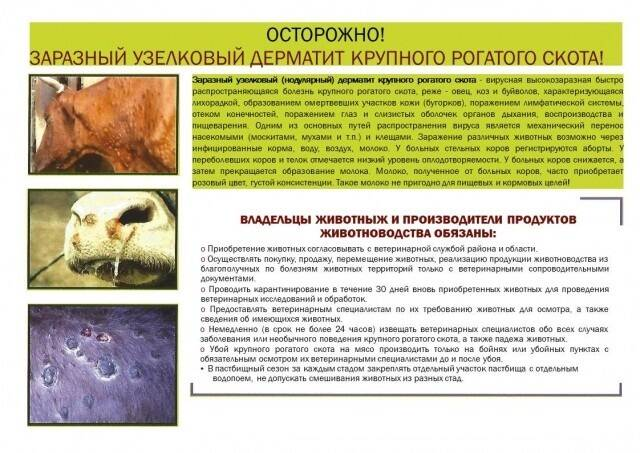 ОСТОРОЖНО!
ЗАРАЗНЫЙ УЗЕЛКОВЫЙ ДЕРМАТИТ КРУПНОГО РОГАТОГО СКОТА!
Заразный узелковый (нодулярный) дерматит крупного рогатого скота - вирусная высокозаразная быстро
распространяющаяся болезнь крупного рогатого скота, реже - овец, коз и буйволов, характеризующаяся
лихорадкой, образованием омертвевших участков кожи (бугорков), поражением лимфатической системы,
отеком конечностей, поражением глаз и слизистых оболочек органов дыхания, воспроизводства и
пищеварения. Одним из основных путей распространения вируса является механический перенос
насекомыми (москитами, мухами и т.п.) и клещами. Заражение различных животных возможно через
инфицированные корма, воду, воздух, молоко. У больных стельных коров регистрируются аборты. У
переболевших коров и телок отмечается низкий уровень оплодотворяемости. У больных коров снижается, а
затем прекращается образование молока. Молоко, полученное от больных коров, часто приобретает
розовый цвет, густой консистенции. Такое молоко не пригодно для пищевых и кормовых целей!
ВЛАДЕЛЬЦЫ ЖИВОТНЫЖ И ПРОИЗВОДИТЕЛИ ПРОДУКТОВ
ЖИВОТНОВОДСТВА ОБЯЗАНЫ:
о Приобретение животных согласовывать с ветеринарной службой района и области.
о Осуществлять покупку, продажу, перемещение животных, реализацию продукции животноводства из
благополучных по болезням животных территорий только с ветеринарными сопроводительными
документами.
о Проводить карантинирование в течение 30 дней вновь приобретенных животных для проведения
ветеринарных исследований и обработок.
о Предоставлять ветеринарным специалистам по их требованию животных для осмотра, а также
сведения об имеющихся животных.
о Немедленно (в срок не более 24 часов) извещать ветеринарных специалистов обо всех случаях
заболевания или необычного поведения крупного рогатого скота, а также падежа животных.
о Убой крупного рогатого скота на мясо производить только на бойнях или убойных пунктах с
обязательным осмотром их ветеринарными специалистами до и после убоя.
• В пастбищный сезон за каждым стадом закреплять отдельный участок пастбища с отдельным
водопоем, не допускать смешивания животных из разных стад.